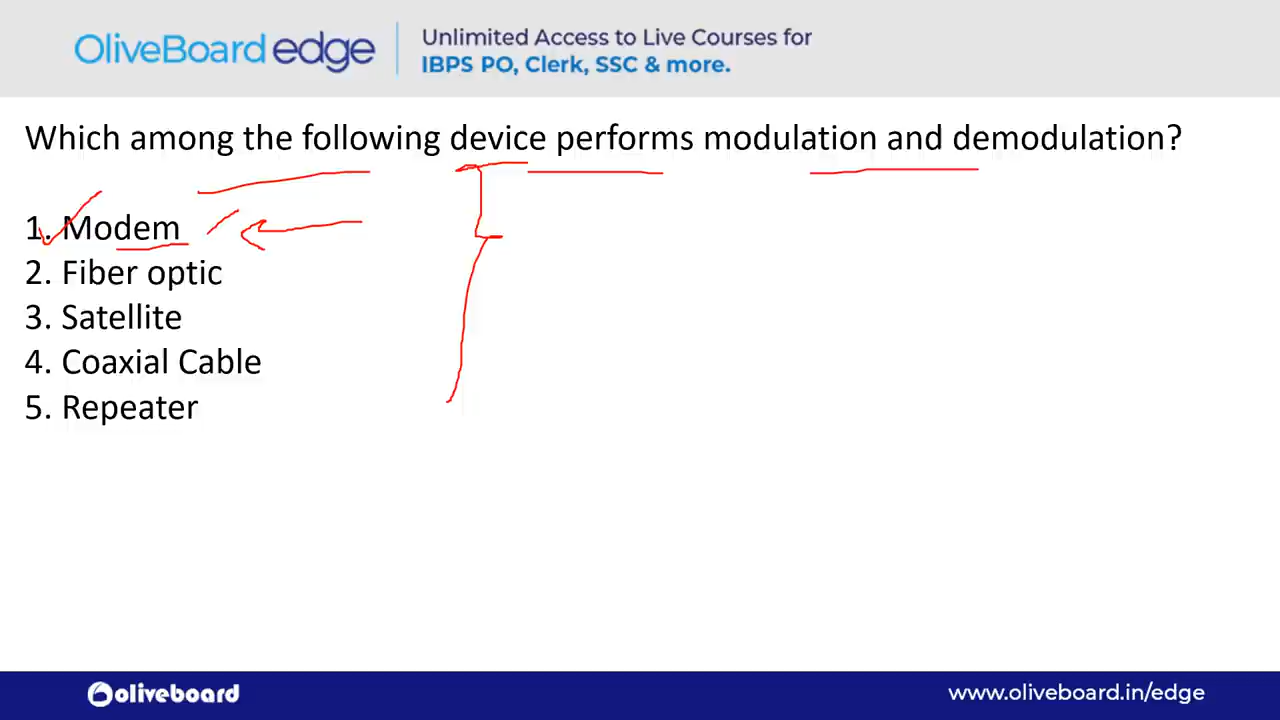 OliveBoard edge
Unlimited Access to Live Courses for
IBPS PO, Clerk, SSC & more.
Which among the following device performs modulation and demodulation?
1. Modem
2. Fiber optic
3. Satellite
4. Coaxial Cable
5. Repeater
oliveboard
www.oliveboard.in/edge